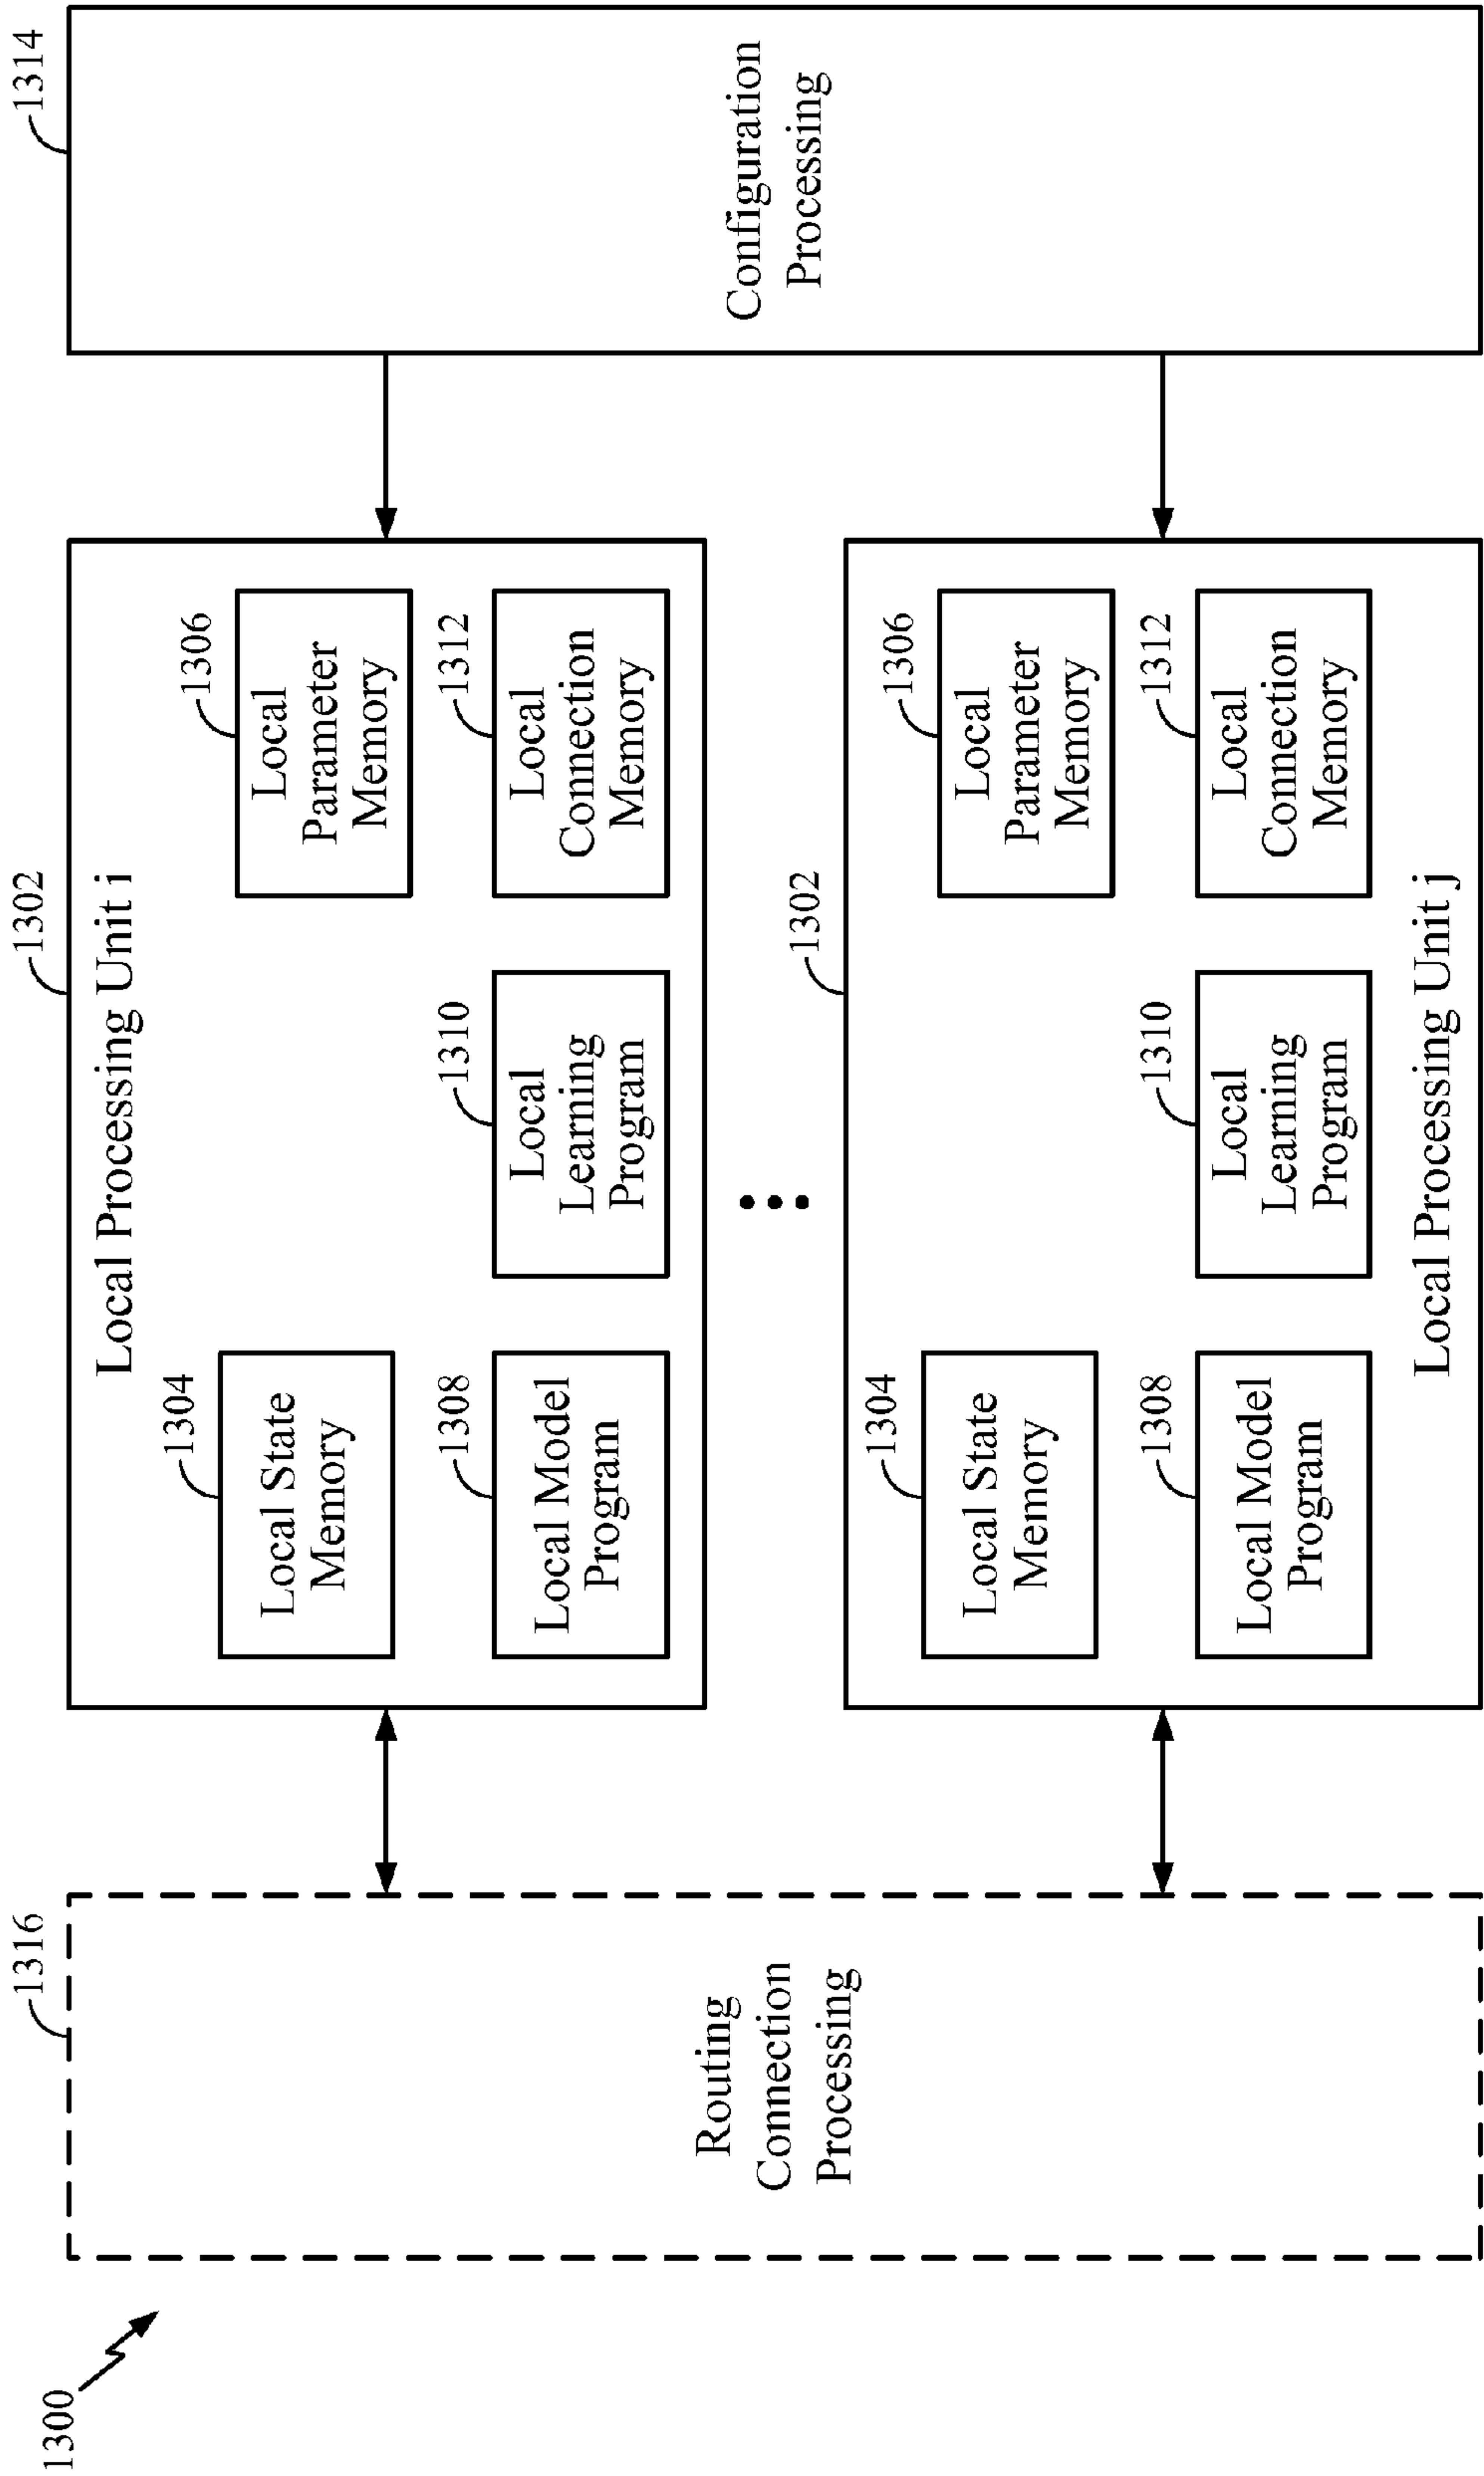 1300
1316
Routing
Connection
Processing
1302
Local Processing Unit i
1304
Local State
Memory
1306
Local
Parameter
Memory
1308
Local Model
Program
1310
Local
Learning
Program
1312
Local
Connection
Memory
1302
1304
Local State
Memory
1306
Local
Parameter
Memory
1308
Local Model
Program
1310
Local
Learning
Program
1312
Local
Connection
Memory
Local Processing Unit j
1314
Configuration
Processing